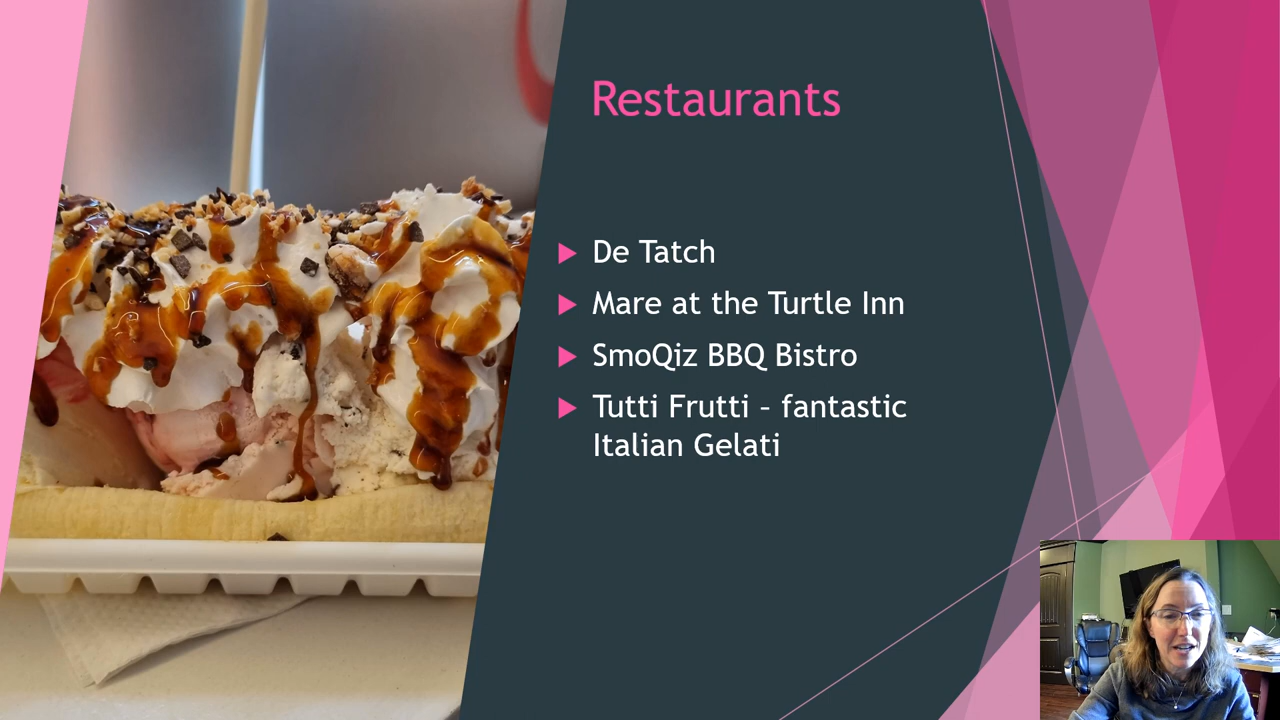 Restaurants
De Tatch
Mare at the Turtle Inn
SmoQiz BBQ Bistro
Tutti Frutti – fantastic
Italian Gelati